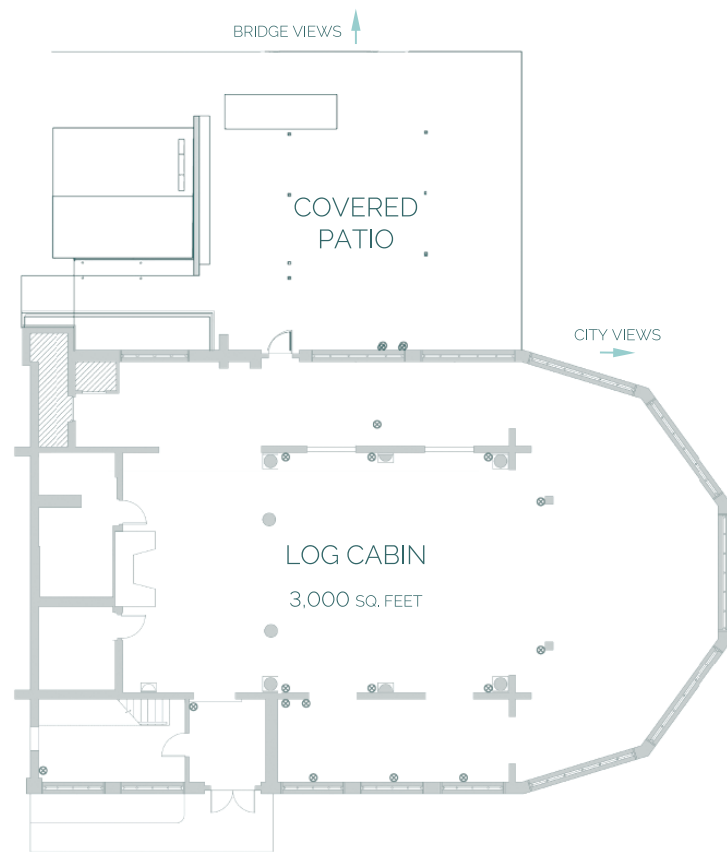 BRIDGE VIEWS
COVERED
PATIO
CITY VIEWS
LOG CABIN
3,000 SQ. FEET